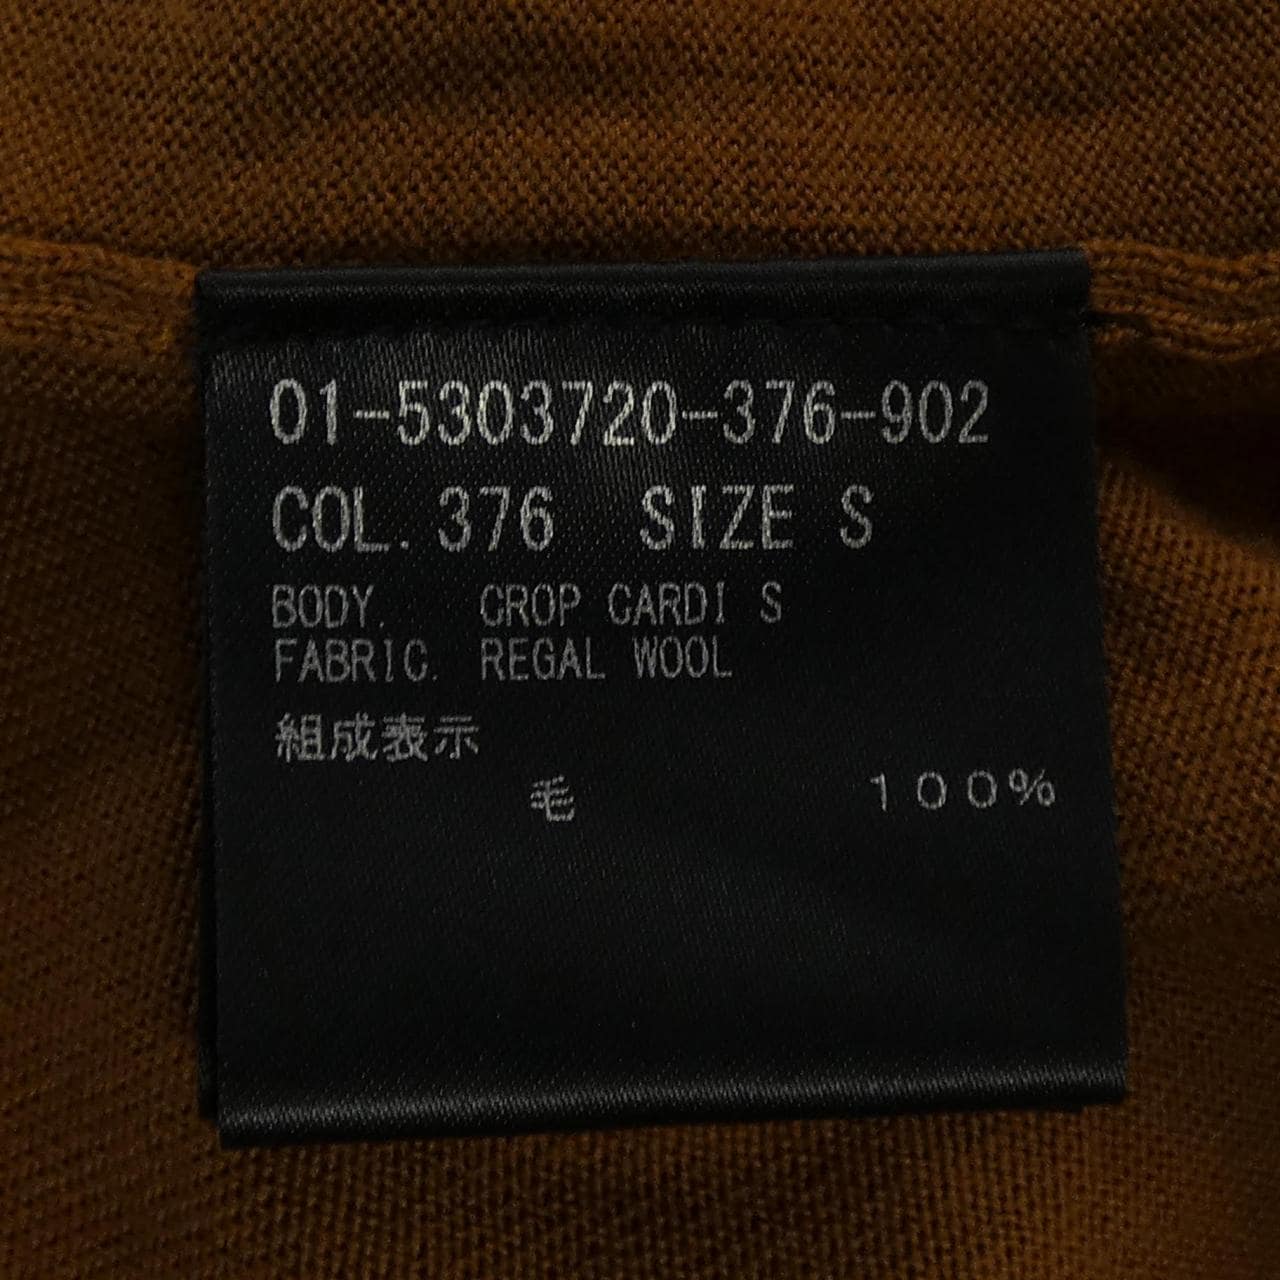 01-5303720-376-902
COL. 376 SIZE S
BODY. CROP CARDI S
FABRIC. REGAL WOOL
組成表示
毛 100%